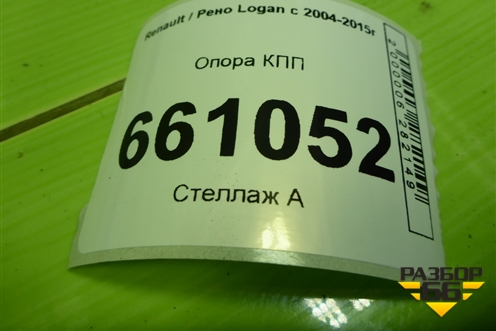 Renault / Рено Logan с 2004-2015г
Опора КПП
661052
Стеллаж А
2000006282149
РАЗБОР
66